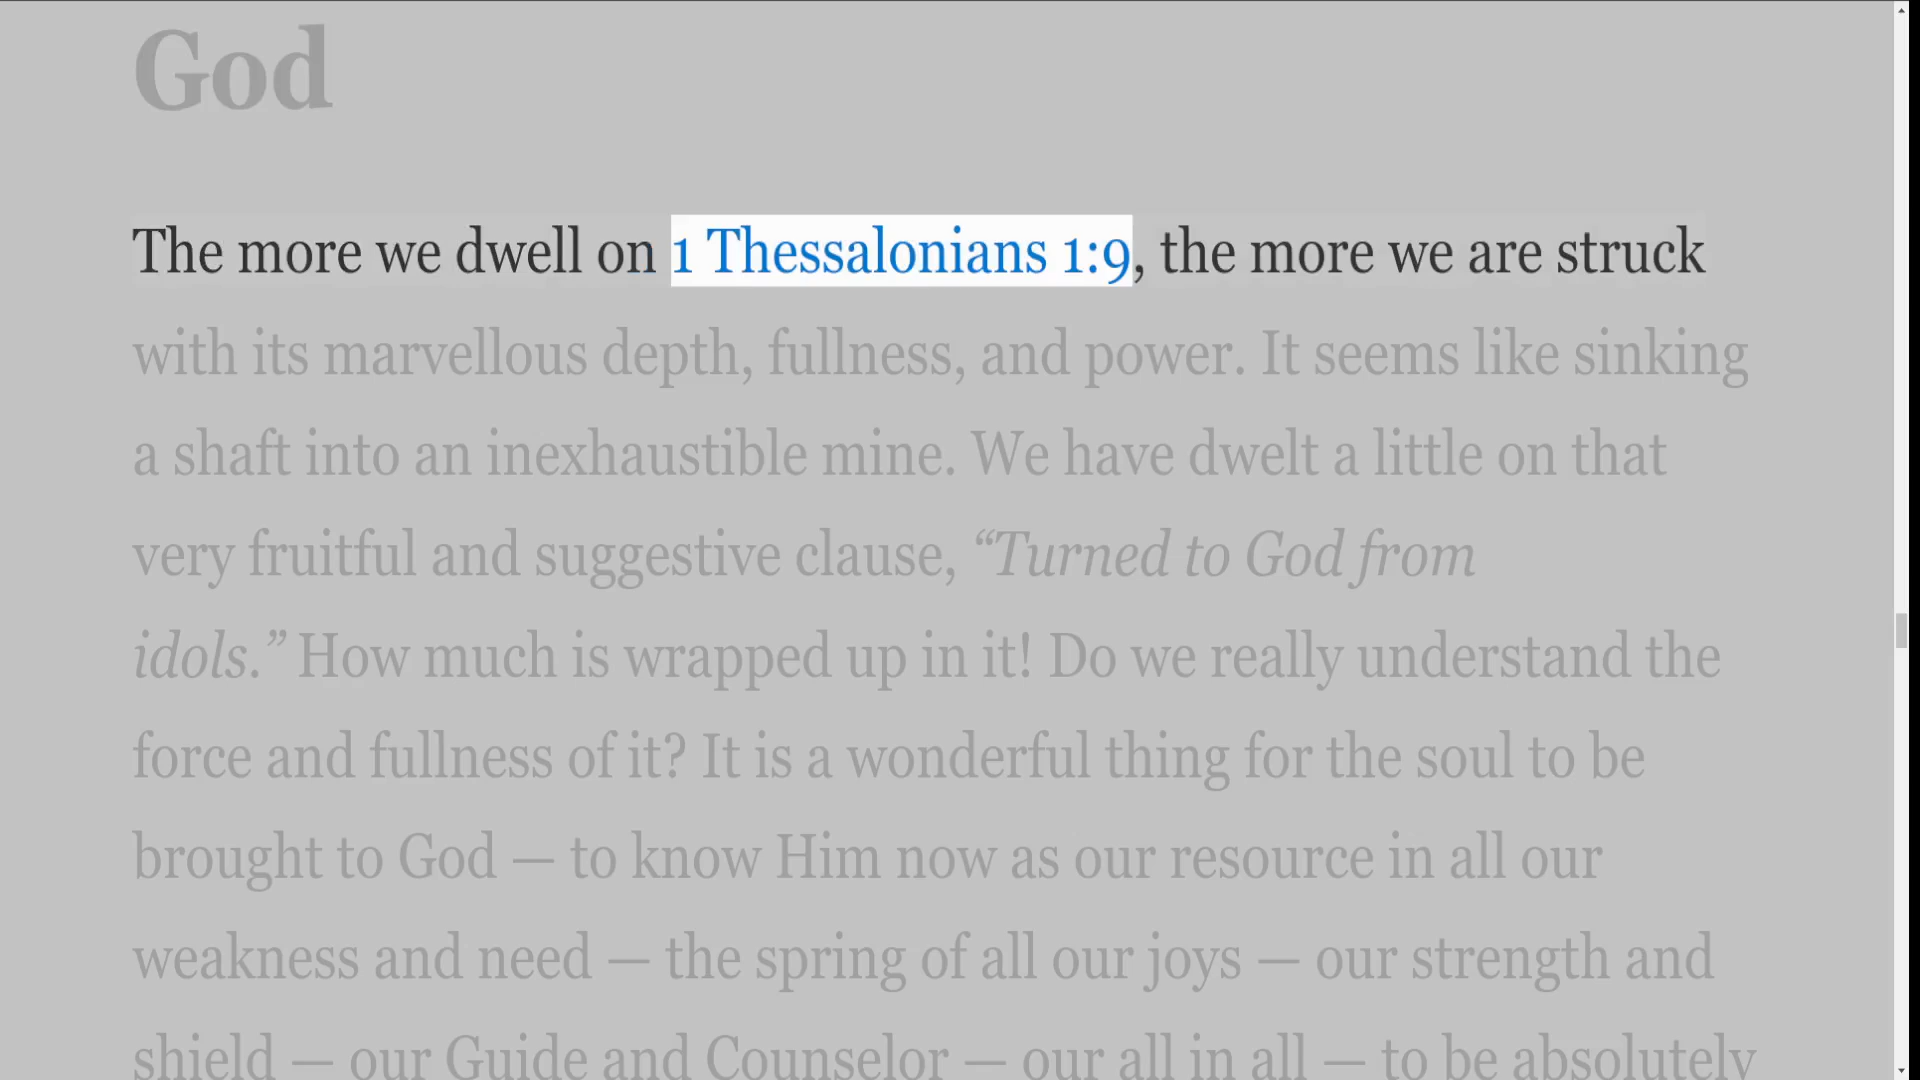 God
The more we dwell on 1 Thessalonians 1:9, the more we are struck
with its marvellous depth, fullness, and power. It seems like sinking
a shaft into an inexhaustible mine. We have dwelt a little on that
very fruitful and suggestive clause, “Turned to God from
idols.” How much is wrapped up in it! Do we really understand the
force and fullness of it? It is a wonderful thing for the soul to be
brought to God — to know Him now as our resource in all our
weakness and need — the spring of all our joys — our strength and
shield — our Guide and Counselor — our all in all — to be absolutely